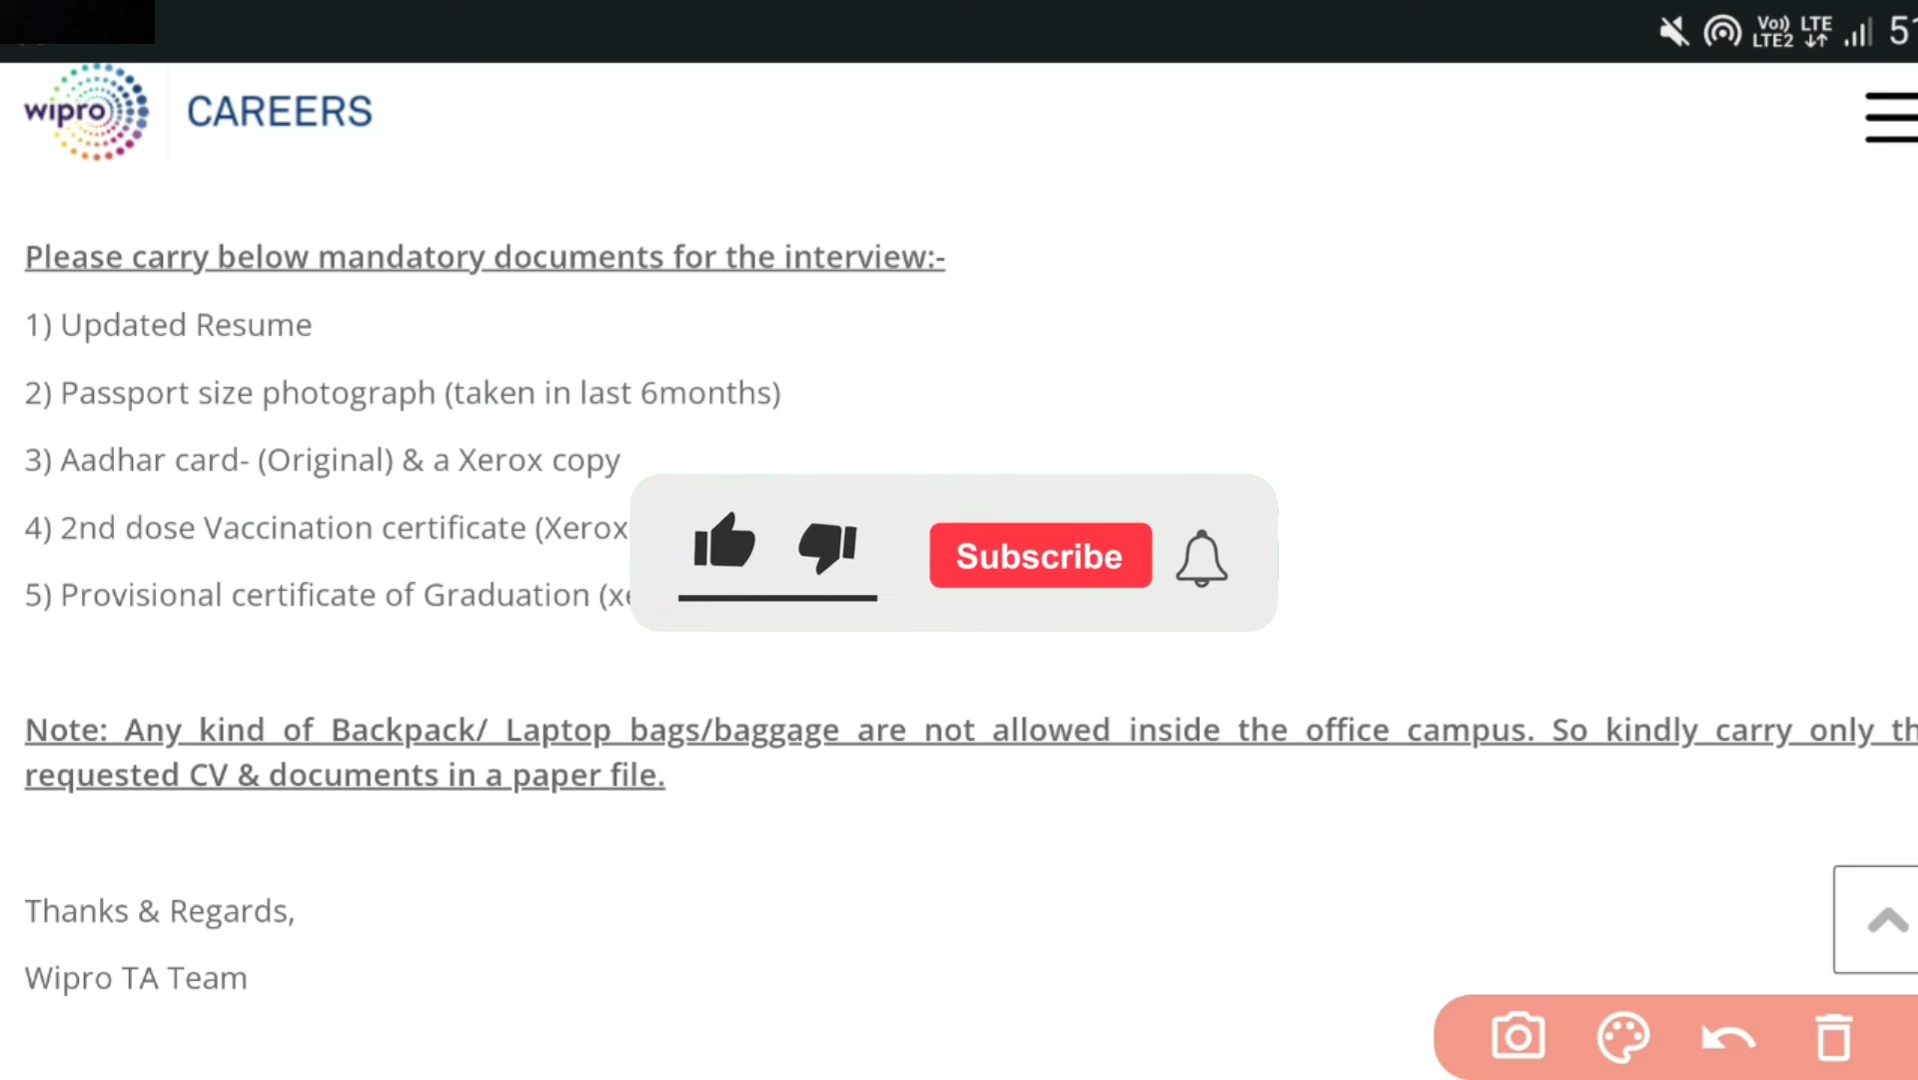 Vo)) LTE
LTE2
wipro CAREERS
Please carry below mandatory documents for the interview:-
1) Updated Resume
2) Passport size photograph (taken in last 6months)
3) Aadhar card- (Original) & a Xerox copy
4) 2nd dose Vaccination certificate (Xerox
5) Provisional certificate of Graduation
Subscribe
Note: Any kind of Backpack/ Laptop bags/baggage are not allowed inside the office campus. So kindly carry only
requested CV & documents in a paper file.
Thanks & Regards,
Wipro TA Team